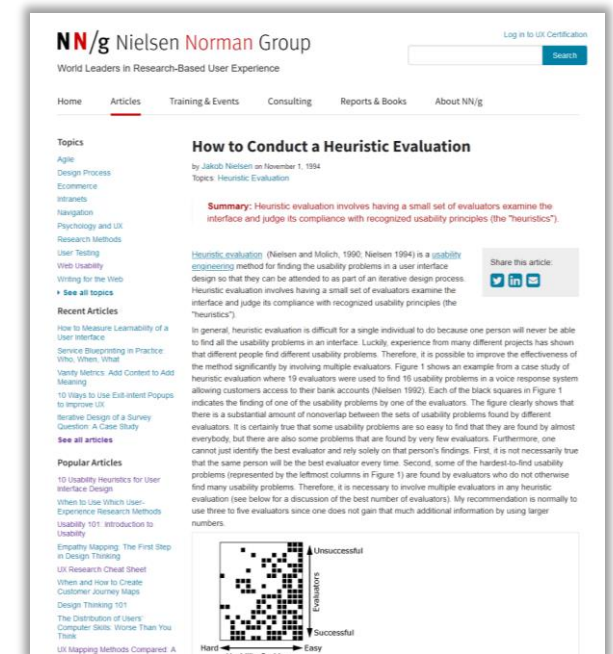 NN/g Nielsen Norman Group
World Leaders in Research-Based User Experience
Log in to UX Certification
Search
Home Articles Training & Events Consulting Reports & Books About NN/g
Topics
Agile
Design Process
Ecommerce
Intranets
Navigation
Psychology and UX
Research Methods
User Testing
Web Usability
Writing for the Web
See all topics
Recent Articles
How to Measure Learnability of a
User Interface
Service Blueprinting in Practice:
Who, When, What
Vanity Metrics: Add Context to Add
Meaning
10 Ways to Use Exit-Intent Popups
to Improve UX
Iterative Design of a Survey
Question: A Case Study
See all articles
Popular Articles
10 Usability Heuristics for User
Interface Design
When to Use Which User-
Experience Research Methods
Usability 101: Introduction to
Usability
Empathy Mapping: The First Step
in Design Thinking
UX Research Cheat Sheet
When and How to Create
Customer Journey Maps
Design Thinking 101
The Distribution of Users'
Computer Skills: Worse Than You
Think
UX Mapping Methods Compared: A
How to Conduct a Heuristic Evaluation
by Jakob Nielsen on November 1, 1994
Topics: Heuristic Evaluation
Summary: Heuristic evaluation involves having a small set of evaluators examine the
interface and judge its compliance with recognized usability principles (the "heuristics").
Heuristic evaluation (Nielsen and Molich, 1990; Nielsen 1994) is a usability
engineering method for finding the usability problems in a user interface
design so that they can be attended to as part of an iterative design process.
Heuristic evaluation involves having a small set of evaluators examine the
interface and judge its compliance with recognized usability principles (the
"heuristics").
Share this article:
In general, heuristic evaluation is difficult for a single individual to do because one person will never be able
to find all the usability problems in an interface. Luckily, experience from many different projects has shown
that different people find different usability problems. Therefore, it is possible to improve the effectiveness of
the method significantly by involving multiple evaluators. Figure 1 shows an example from a case study of
heuristic evaluation where 19 evaluators were used to find 16 usability problems in a voice response system
allowing customers access to their bank accounts (Nielsen 1992). Each of the black squares in Figure 1
indicates the finding of one of the usability problems by one of the evaluators. The figure clearly shows that
there is a substantial amount of nonoverlap between the sets of usability problems found by different
evaluators. It is certainly true that some usability problems are so easy to find that they are found by almost
everybody, but there are also some problems that are found by very few evaluators. Furthermore, one
cannot just identify the best evaluator and rely solely on that person's findings. First, it is not necessarily true
that the same person will be the best evaluator every time. Second, some of the hardest-to-find usability
problems (represented by the leftmost columns in Figure 1) are found by evaluators who do not otherwise
find many usability problems. Therefore, it is necessary to involve multiple evaluators in any heuristic
evaluation (see below for a discussion of the best number of evaluators). My recommendation is normally to
use three to five evaluators since one does not gain that much additional information by using larger
numbers.
Unsuccessful
Evaluators
Successful
Hard Easy